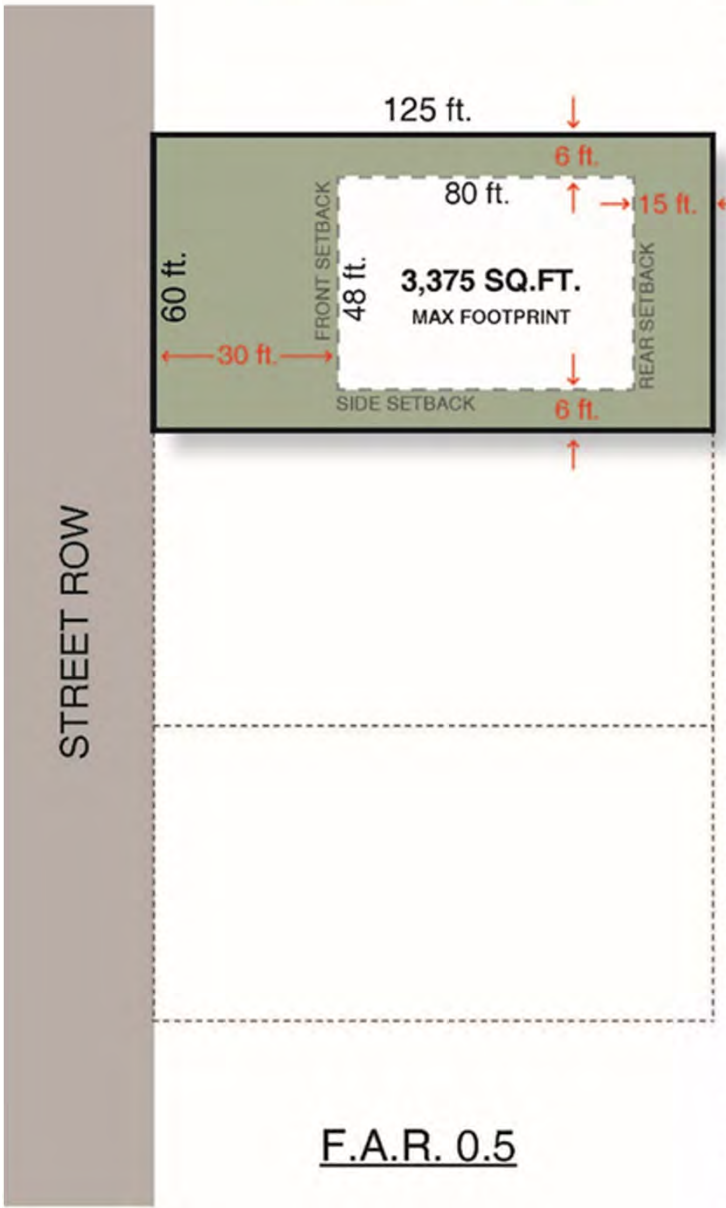 125 ft.
6 ft.
80 ft.
15 ft.
FRONT SETBACK
60 ft.
48 ft.
3,375 SQ.FT.
MAX FOOTPRINT
REAR SETBACK
30 ft.
SIDE SETBACK
6 ft.
STREET ROW
F.A.R. 0.5